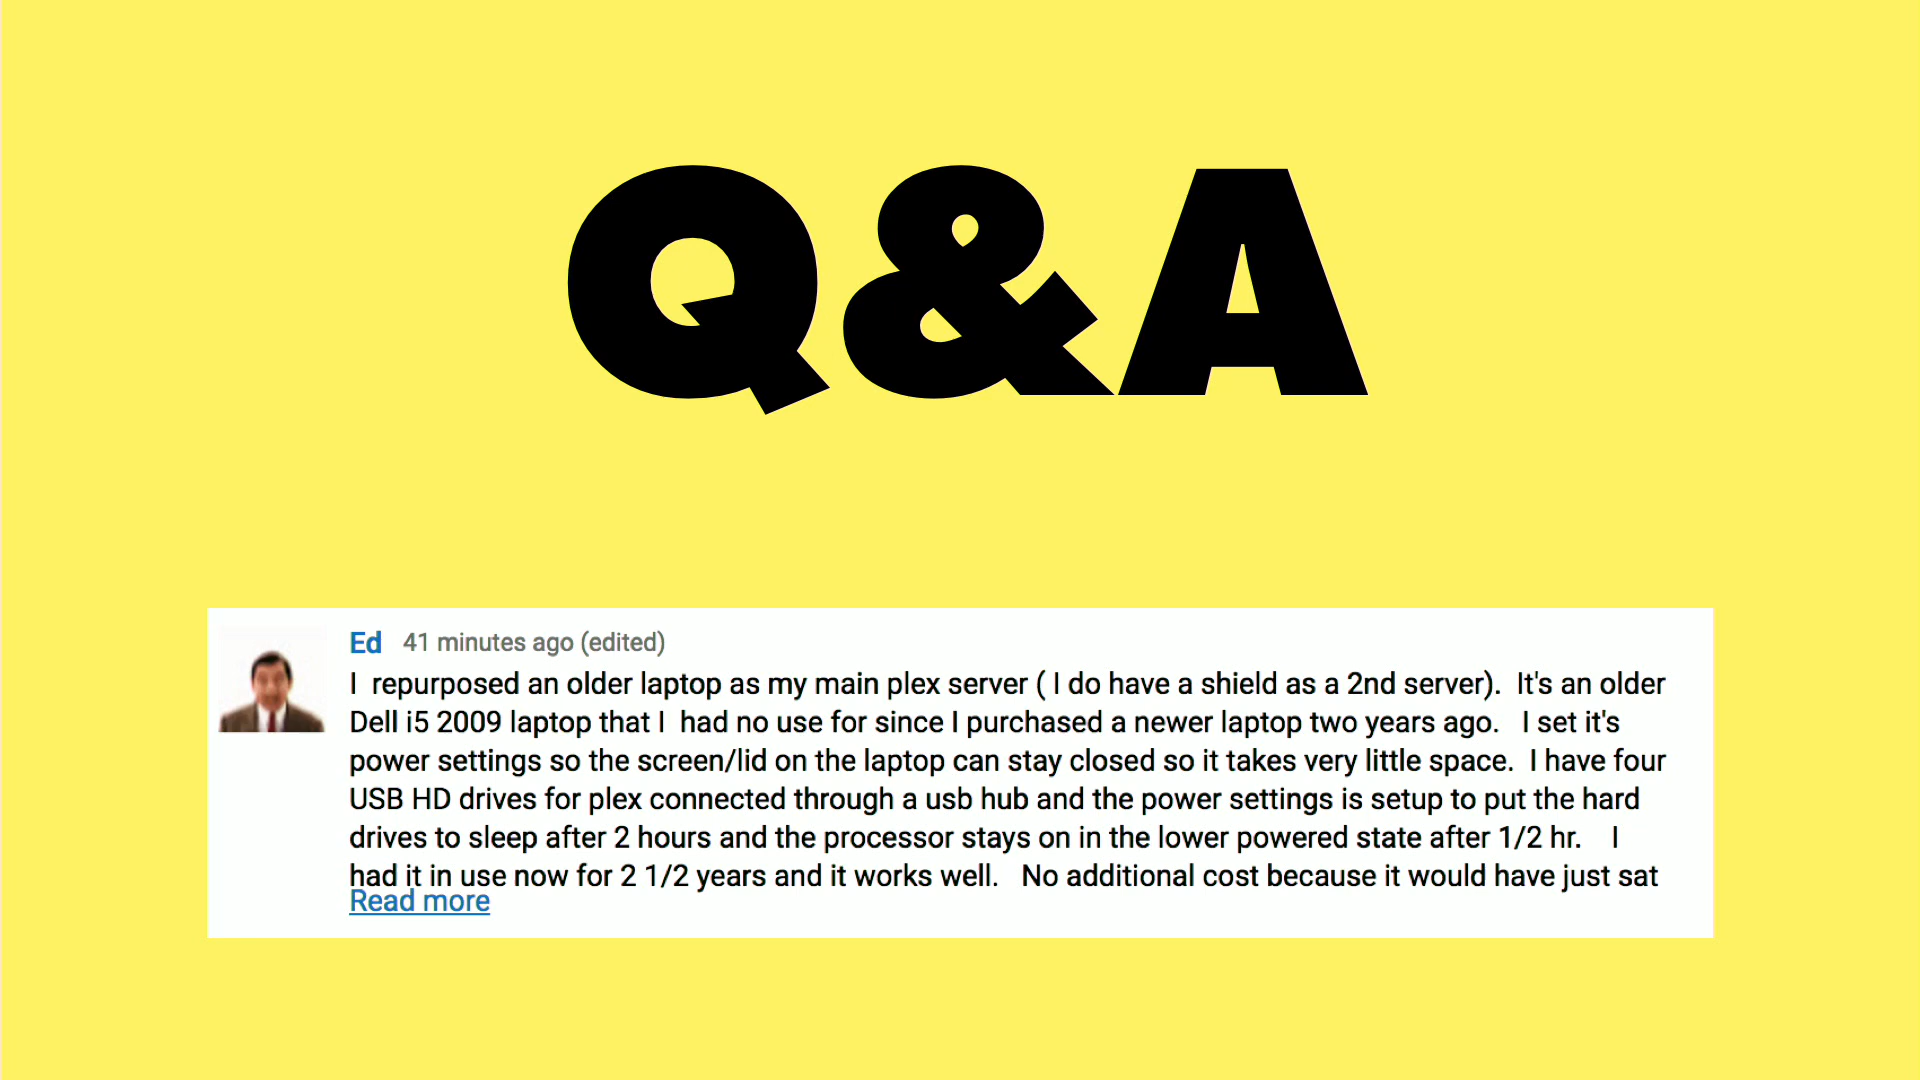 Q&A
Ed 41 minutes ago (edited)
I repurposed an older laptop as my main plex server ( I do have a shield as a 2nd server). It's an older
Dell i5 2009 laptop that I had no use for since I purchased a newer laptop two years ago. I set it's
power settings so the screen/lid on the laptop can stay closed so it takes very little space. I have four
USB HD drives for plex connected through a usb hub and the power settings is setup to put the hard
drives to sleep after 2 hours and the processor stays on in the lower powered state after 1/2 hr. I
had it in use now for 2 1/2 years and it works well. No additional cost because it would have just sat
Read more